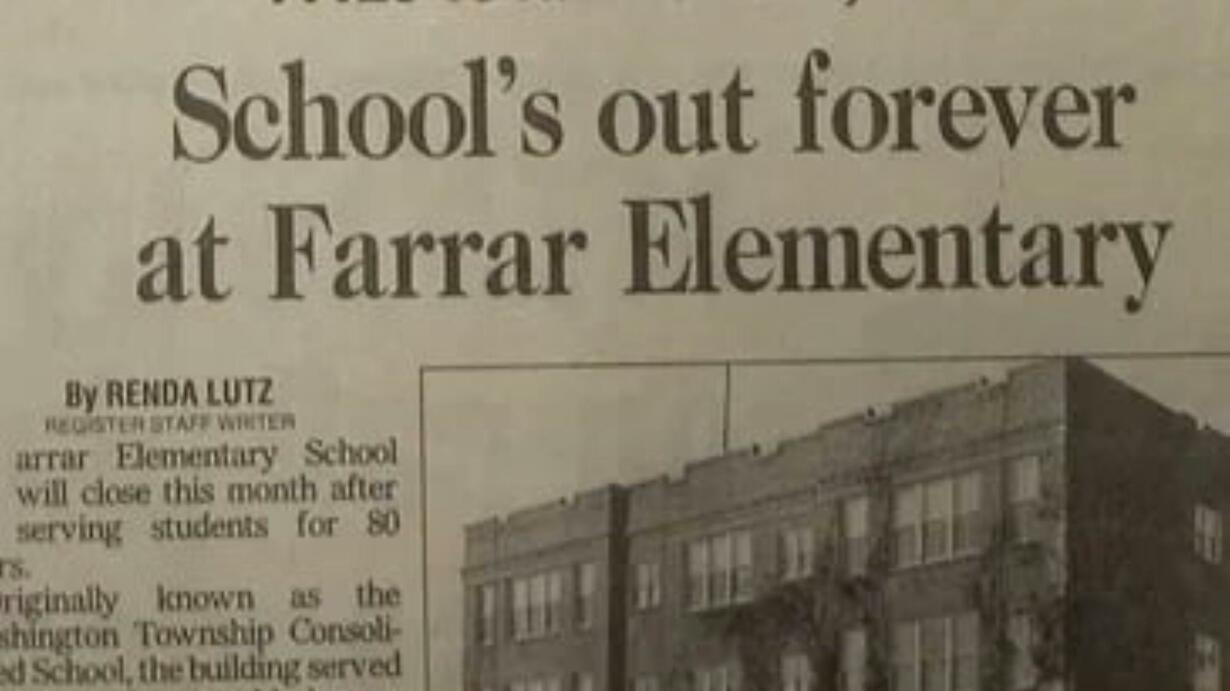 School's out forever
at Farrar Elementary
By RENDA LUTZ
REGISTER STAFF WRITER
arrar Elementary School
will close this month after
serving students for 80
rs.
riginally known as the
shington Township Consoli-
ed School, the building served